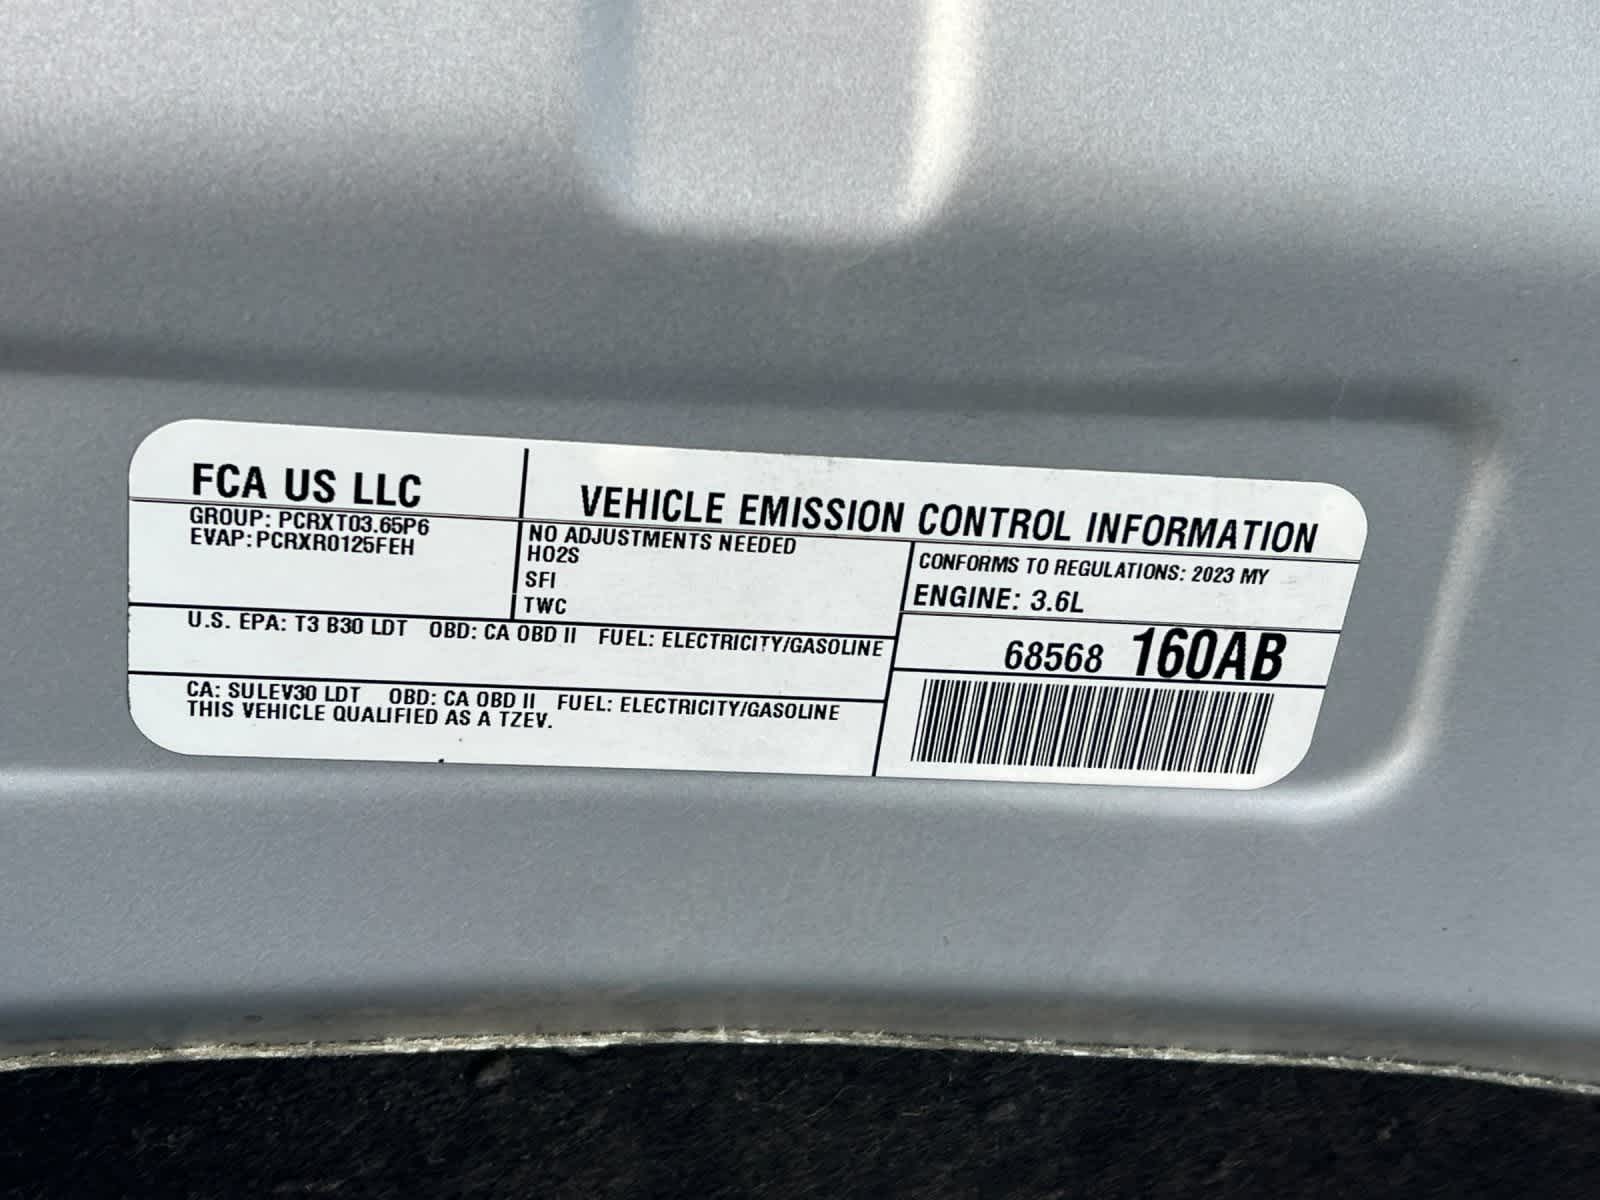 FCA US LLC
VEHICLE EMISSION CONTROL INFORMATION
GROUP: PCRXT03.65P6
EVAP:PCRXR0125FEH
NO ADJUSTMENTS NEEDED
HO2S
SFI
TWC
CONFORMS TO REGULATIONS: 2023 MY
ENGINE: 3.6L
U.S. EPA: T3 B30 LDT OBD: CA OBD II FUEL: ELECTRICITY/GASOLINE
68568 160AB
CA: SULEV30 LDT OBD: CA OBD II FUEL: ELECTRICITY/GASOLINE
THIS VEHICLE QUALIFIED AS A TZEV.